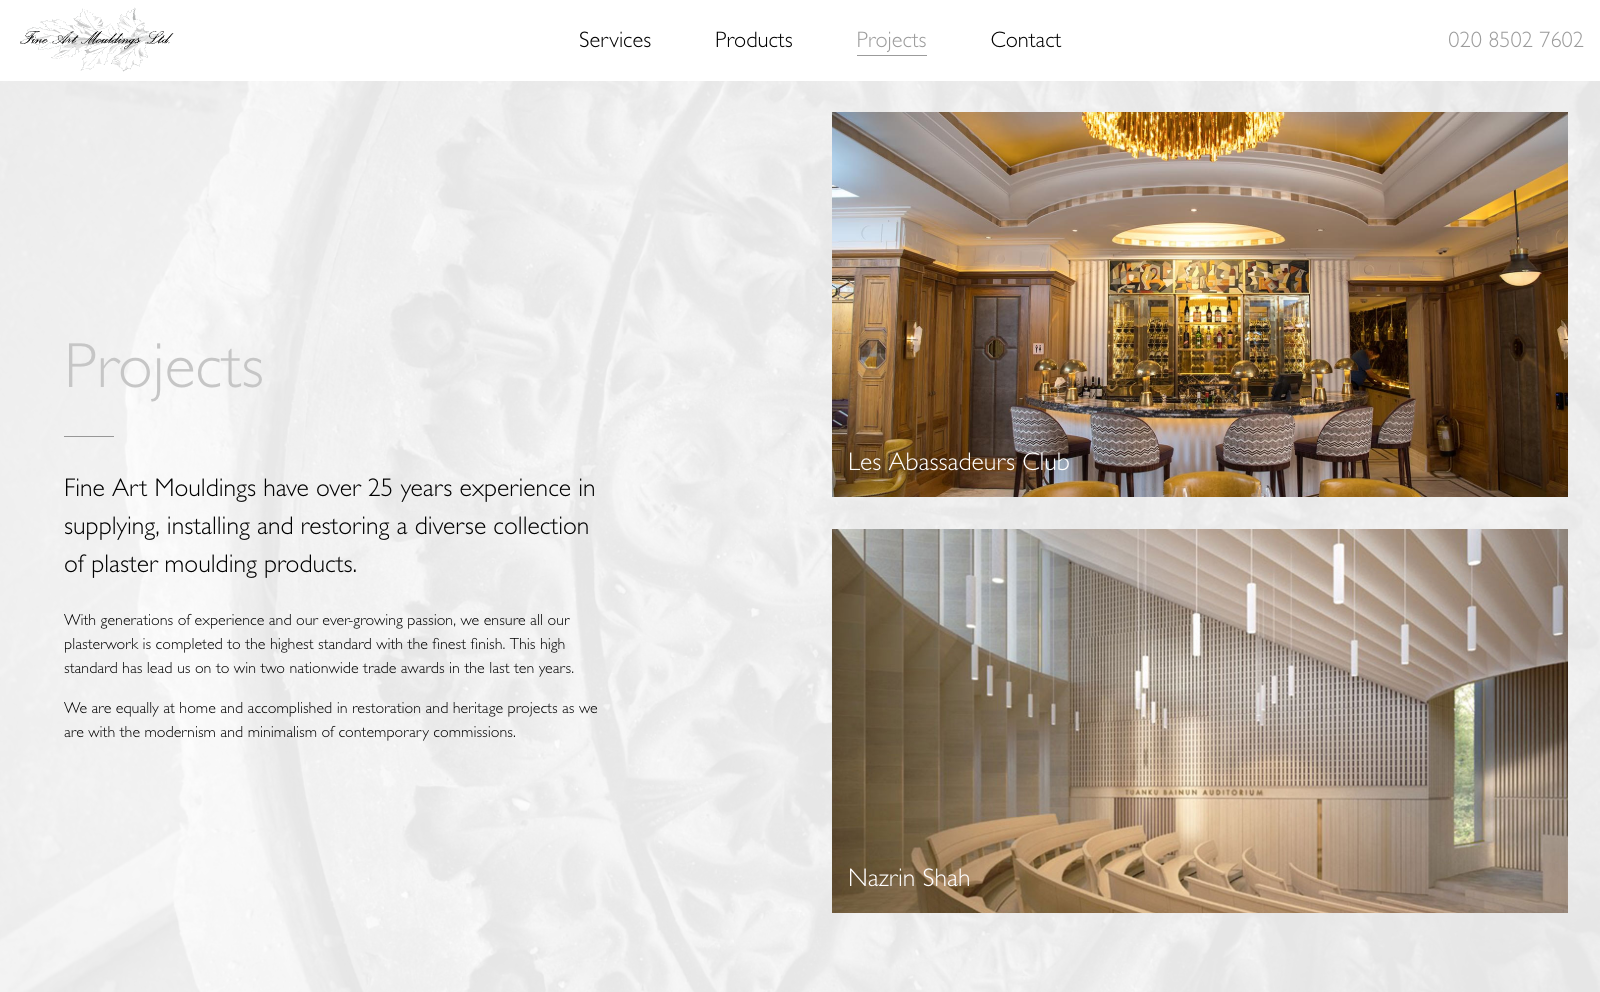 Fine Art Mouldings Ltd.
Services
Products
Projects
Contact
020 8502 7602
Projects
Fine Art Mouldings have over 25 years experience in
supplying, installing and restoring a diverse collection
of plaster moulding products.
With generations of experience and our ever-growing passion, we ensure all our
plasterwork is completed to the highest standard with the finest finish. This high
standard has lead us on to win two nationwide trade awards in the last ten years.
We are equally at home and accomplished in restoration and heritage projects as we
are with the modernism and minimalism of contemporary commissions.
Les Abassadeurs Club
TUANKU BAINUN AUDITORIUM
Nazrin Shah